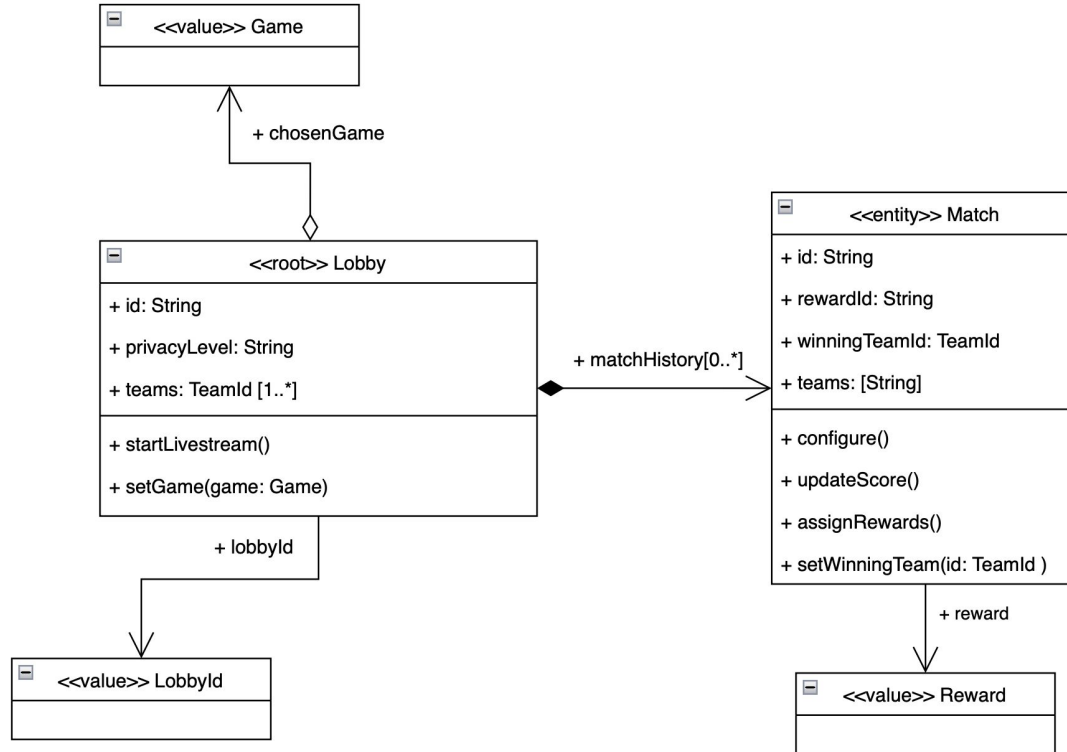 <<value>> Game
+ chosenGame
<<root>> Lobby
+ id: String
+ privacyLevel: String
+ teams: TeamId [1..*]
+ startLivestream()
+ setGame(game: Game)
+ matchHistory[0..*]
<<entity>> Match
+ id: String
+ rewardId: String
+ winningTeamId: TeamId
+ teams: [String]
+ configure()
+ updateScore()
+ assignRewards()
+ setWinningTeam(id: TeamId )
+ lobbyId
<<value>> LobbyId
+ reward
<<value>> Reward